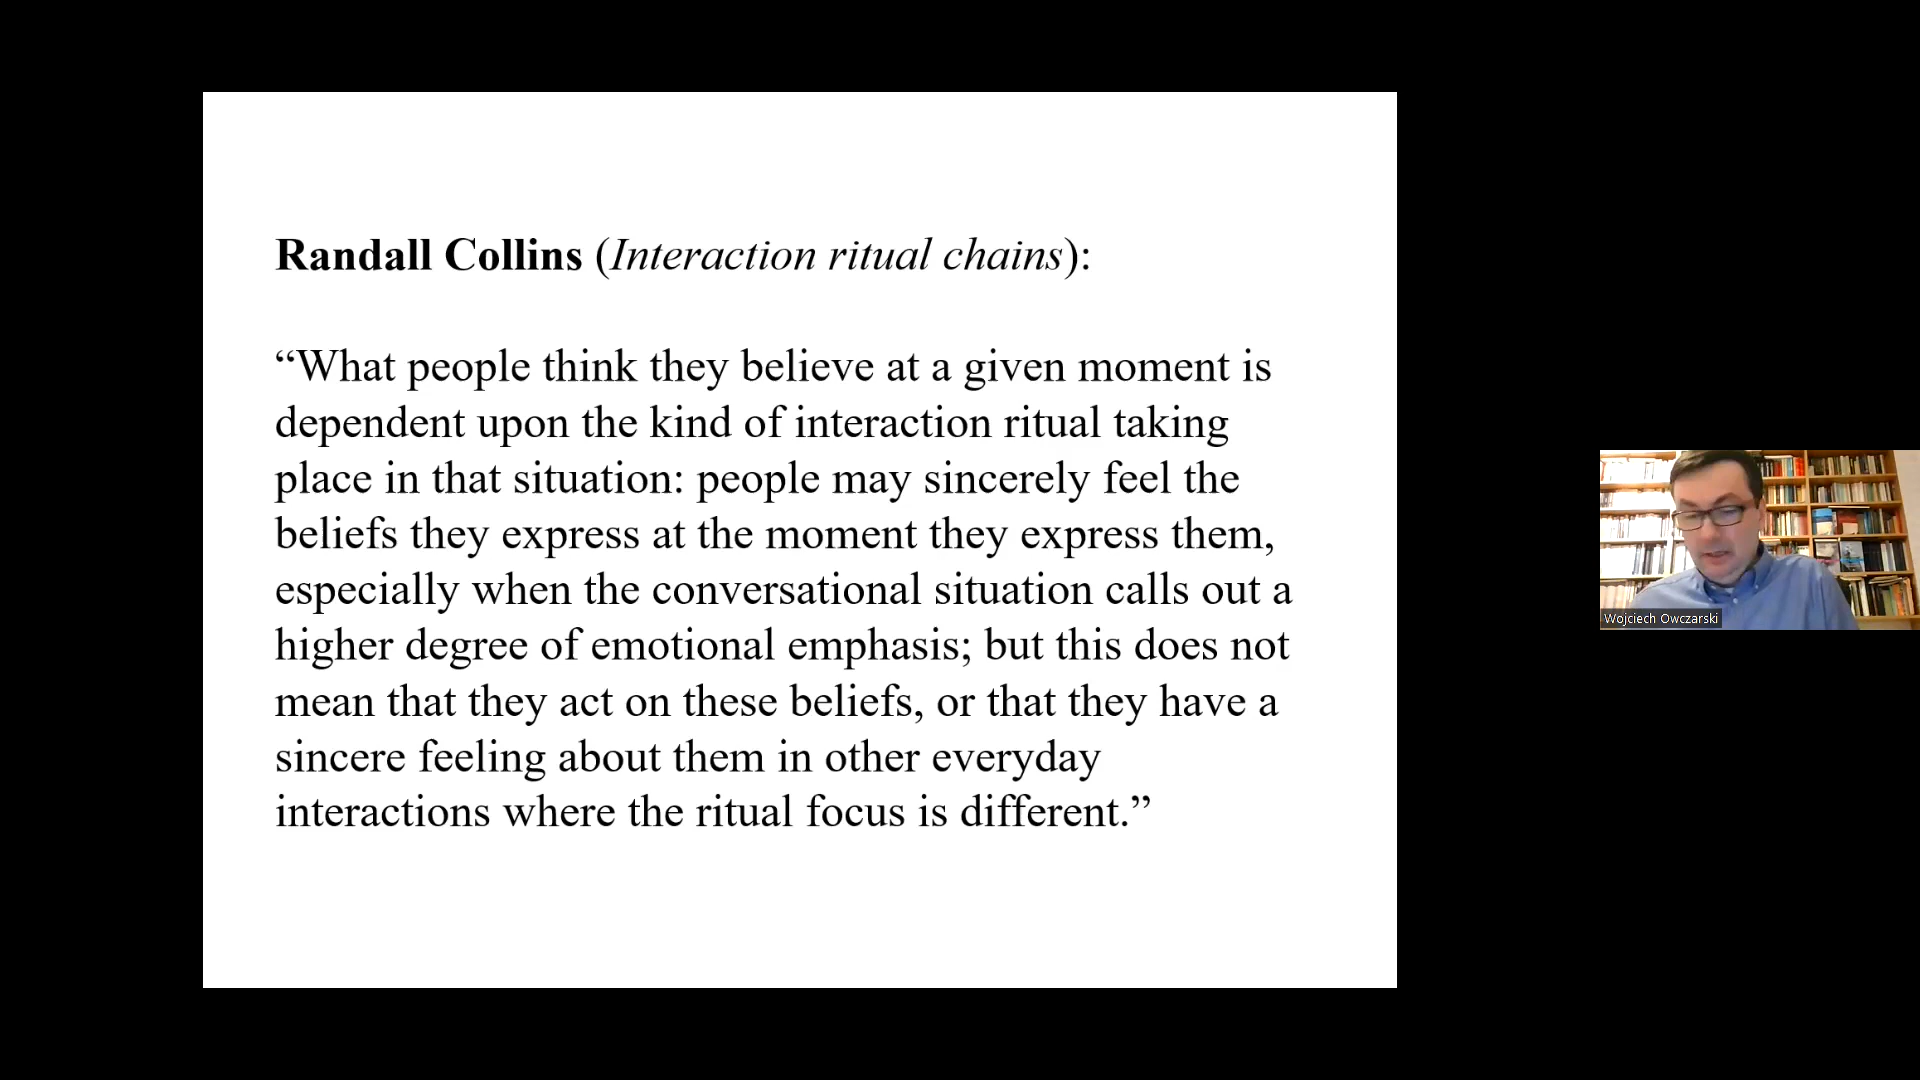 Randall Collins (Interaction ritual chains):
“What people think they believe at a given moment is
dependent upon the kind of interaction ritual taking
place in that situation: people may sincerely feel the
beliefs they express at the moment they express them,
especially when the conversational situation calls out a
higher degree of emotional emphasis; but this does not
mean that they act on these beliefs, or that they have a
sincere feeling about them in other everyday
interactions where the ritual focus is different.”
Wojciech Owczarski